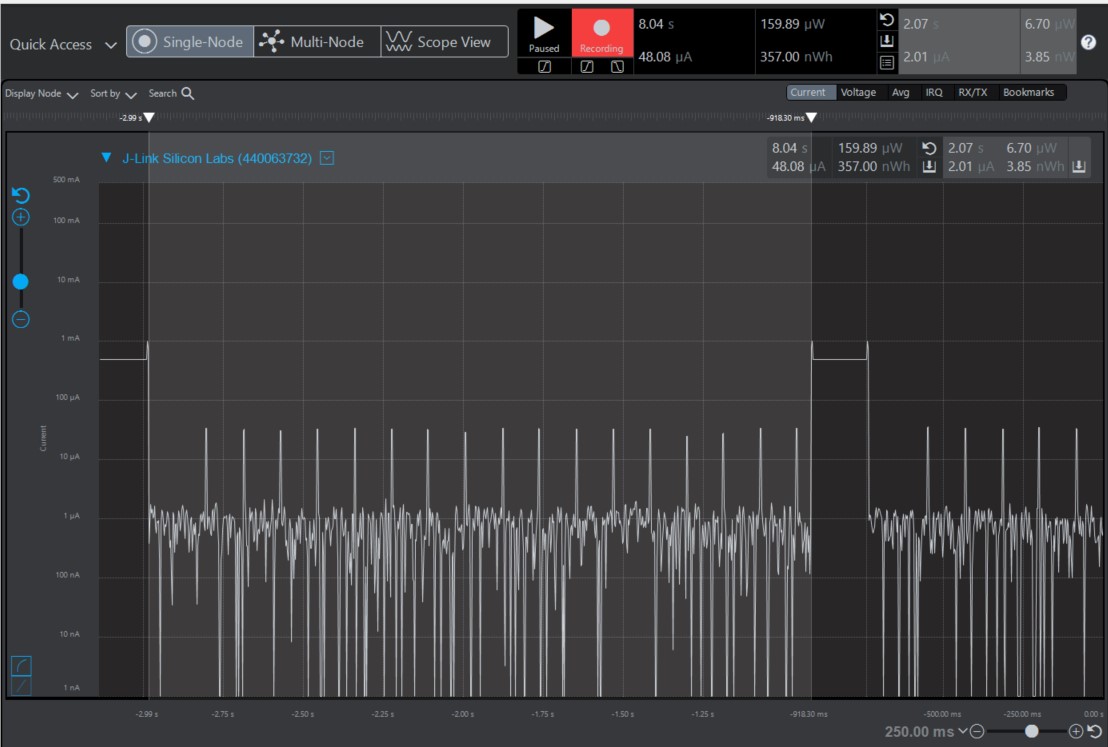 Quick Access
Single-Node
Multi-Node
Scope View
Paused
Recording
8.04 s 159.89 µW
48.08 µA 357.00 nWh
2.07 s 6.70 µW
2.01 µA 3.85 nW
Display Node Sort by Search
Current Voltage Avg IRQ RX/TX Bookmarks
-2.99 s -918.30 ms
J-Link Silicon Labs (440063732)
8.04 s 159.89 µW 2.07 s 6.70 µW
48.08 µA 357.00 nWh 2.01 µA 3.85 nWh
500 mA
100 mA
10 mA
1 mA
100 µA
Current
10 µA
1 µA
100 nA
10 nA
1 nA
-2.99 s -2.75 s -2.50 s -2.25 s -2.00 s -1.75 s -1.50 s -1.25 s -918.30 ms -500.00 ms -250.00 ms 0.00 s
250.00 ms